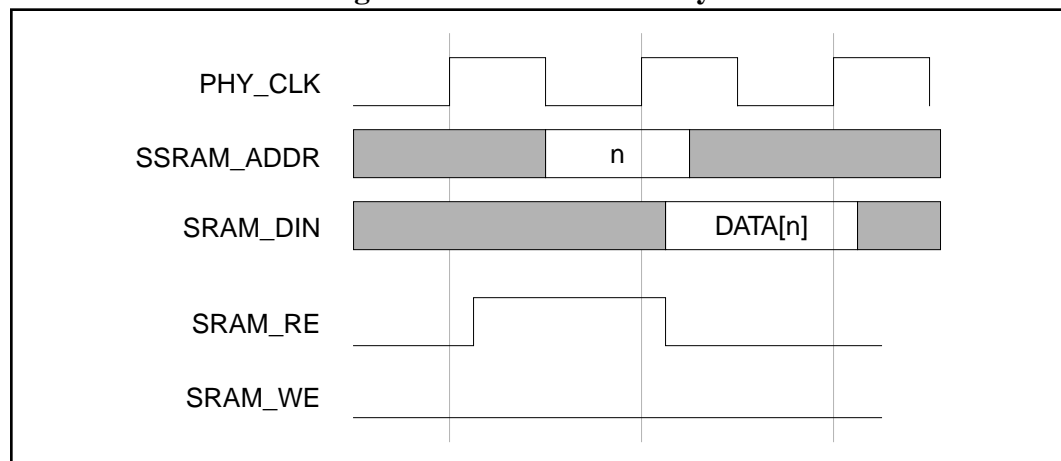 PHY_CLK
SSRAM_ADDR
n
SRAM_DIN
DATA[n]
SRAM_RE
SRAM_WE